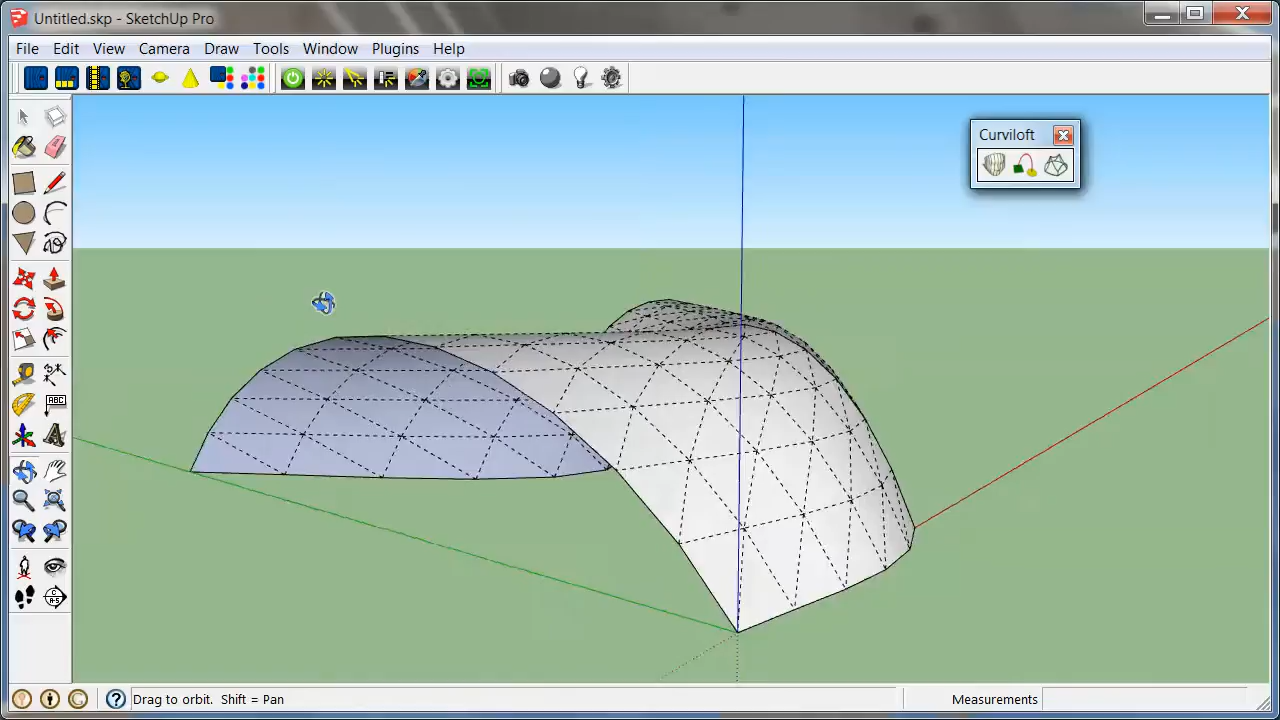 Untitled.skp - SketchUp Pro
File Edit View Camera Draw Tools Window Plugins Help
Curviloft
ABC
A
Drag to orbit. Shift = Pan
Measurements